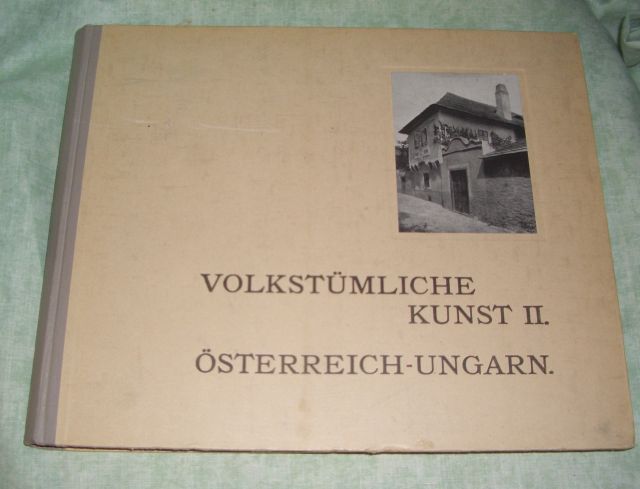 VOLKSTÜMLICHE
KUNST II.
ÖSTERREICH-UNGARN.